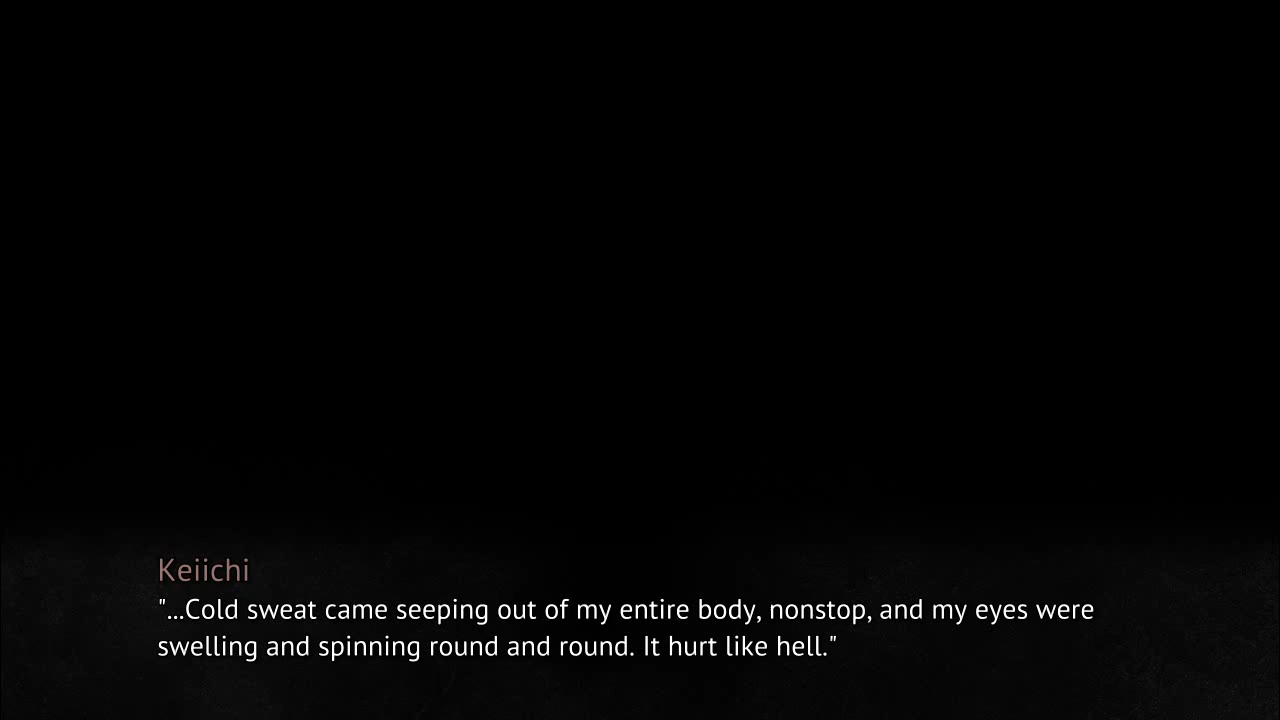 Keiichi
"...Cold sweat came seeping out of my entire body, nonstop, and my eyes were
swelling and spinning round and round. It hurt like hell."